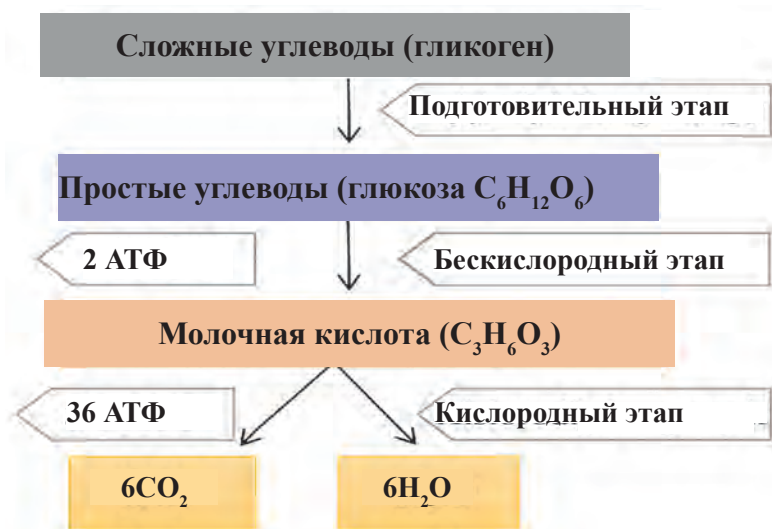 Сложные углеводы (гликоген)
Подготовительный этап
Простые углеводы (глюкоза C₆H₁₂O₆)
2 АТФ
Бескислородный этап
Молочная кислота (C₃H₆O₃)
36 АТФ
Кислородный этап
6CO₂
6H₂O